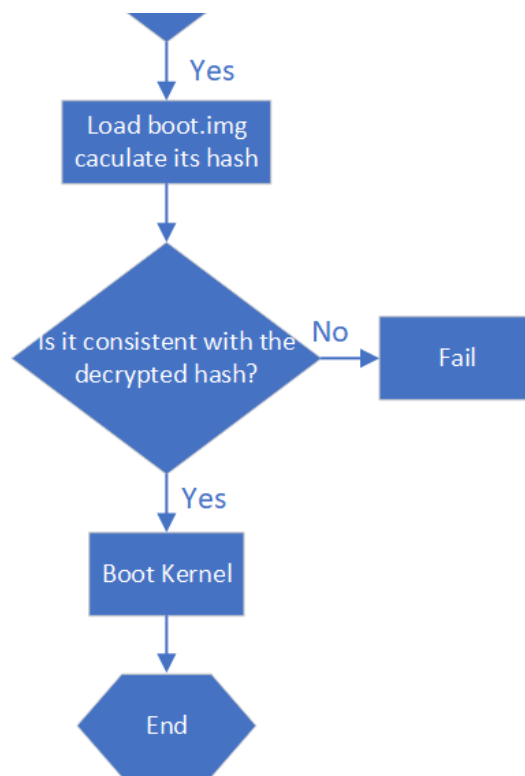 Yes
Load boot.img
caculate its hash
Is it consistent with the
decrypted hash?
No
Fail
Yes
Boot Kernel
End